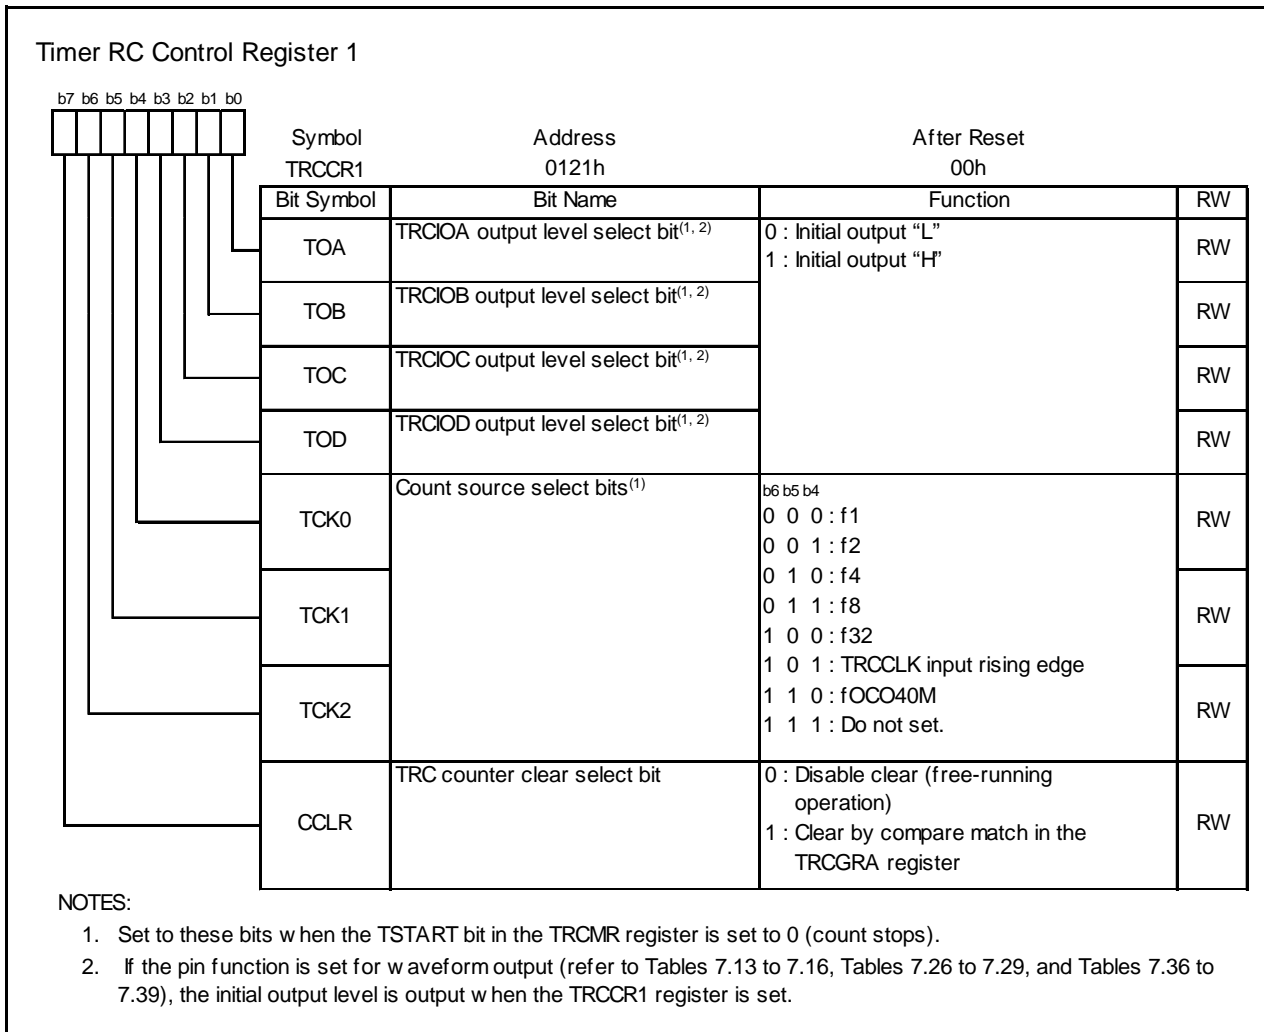 Timer RC Control Register 1
b7 b6 b5 b4 b3 b2 b1 b0
Symbol Address After Reset
TRCCR1 0121h 00h
Bit Symbol Bit Name Function RW
TOA TRCIOA output level select bit(1, 2) 0 : Initial output “L” RW
1 : Initial output “H”
TOB TRCIOB output level select bit(1, 2) RW
TOC TRCIOC output level select bit(1, 2) RW
TOD TRCIOD output level select bit(1, 2) RW
TCK0 Count source select bits(1) b6 b5 b4 RW
0 0 0 : f1
0 0 1 : f2
0 1 0 : f4
TCK1 0 1 1 : f8 RW
1 0 0 : f32
1 0 1 : TRCCLK input rising edge
TCK2 1 1 0 : fOCO40M RW
1 1 1 : Do not set.
CCLR TRC counter clear select bit 0 : Disable clear (free-running RW
operation)
1 : Clear by compare match in the
TRCGRA register
NOTES:
1. Set to these bits when the TSTART bit in the TRCMR register is set to 0 (count stops).
2. If the pin function is set for waveform output (refer to Tables 7.13 to 7.16, Tables 7.26 to 7.29, and Tables 7.36 to
7.39), the initial output level is output when the TRCCR1 register is set.